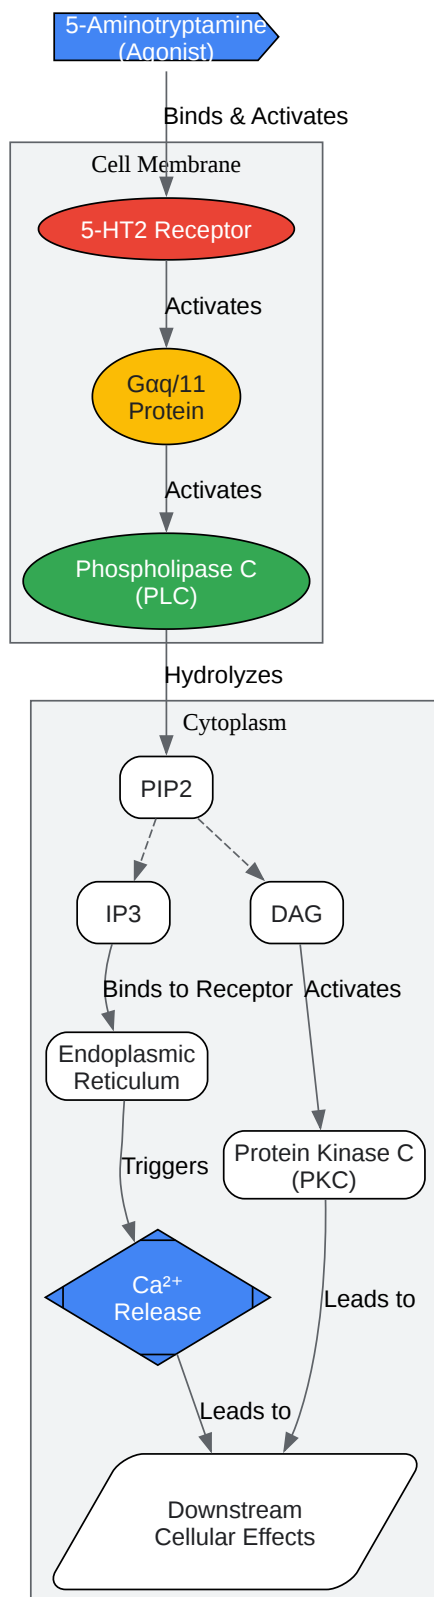 5-Aminotryptamine
(Agonist)
Binds & Activates
Cell Membrane
5-HT2 Receptor
Activates
Gαq/11
Protein
Activates
Phospholipase C
(PLC)
Hydrolyzes
Cytoplasm
PIP2
IP3
DAG
Binds to Receptor
Activates
Endoplasmic
Reticulum
Protein Kinase C
(PKC)
Triggers
Ca²⁺
Release
Leads to
Leads to
Downstream
Cellular Effects